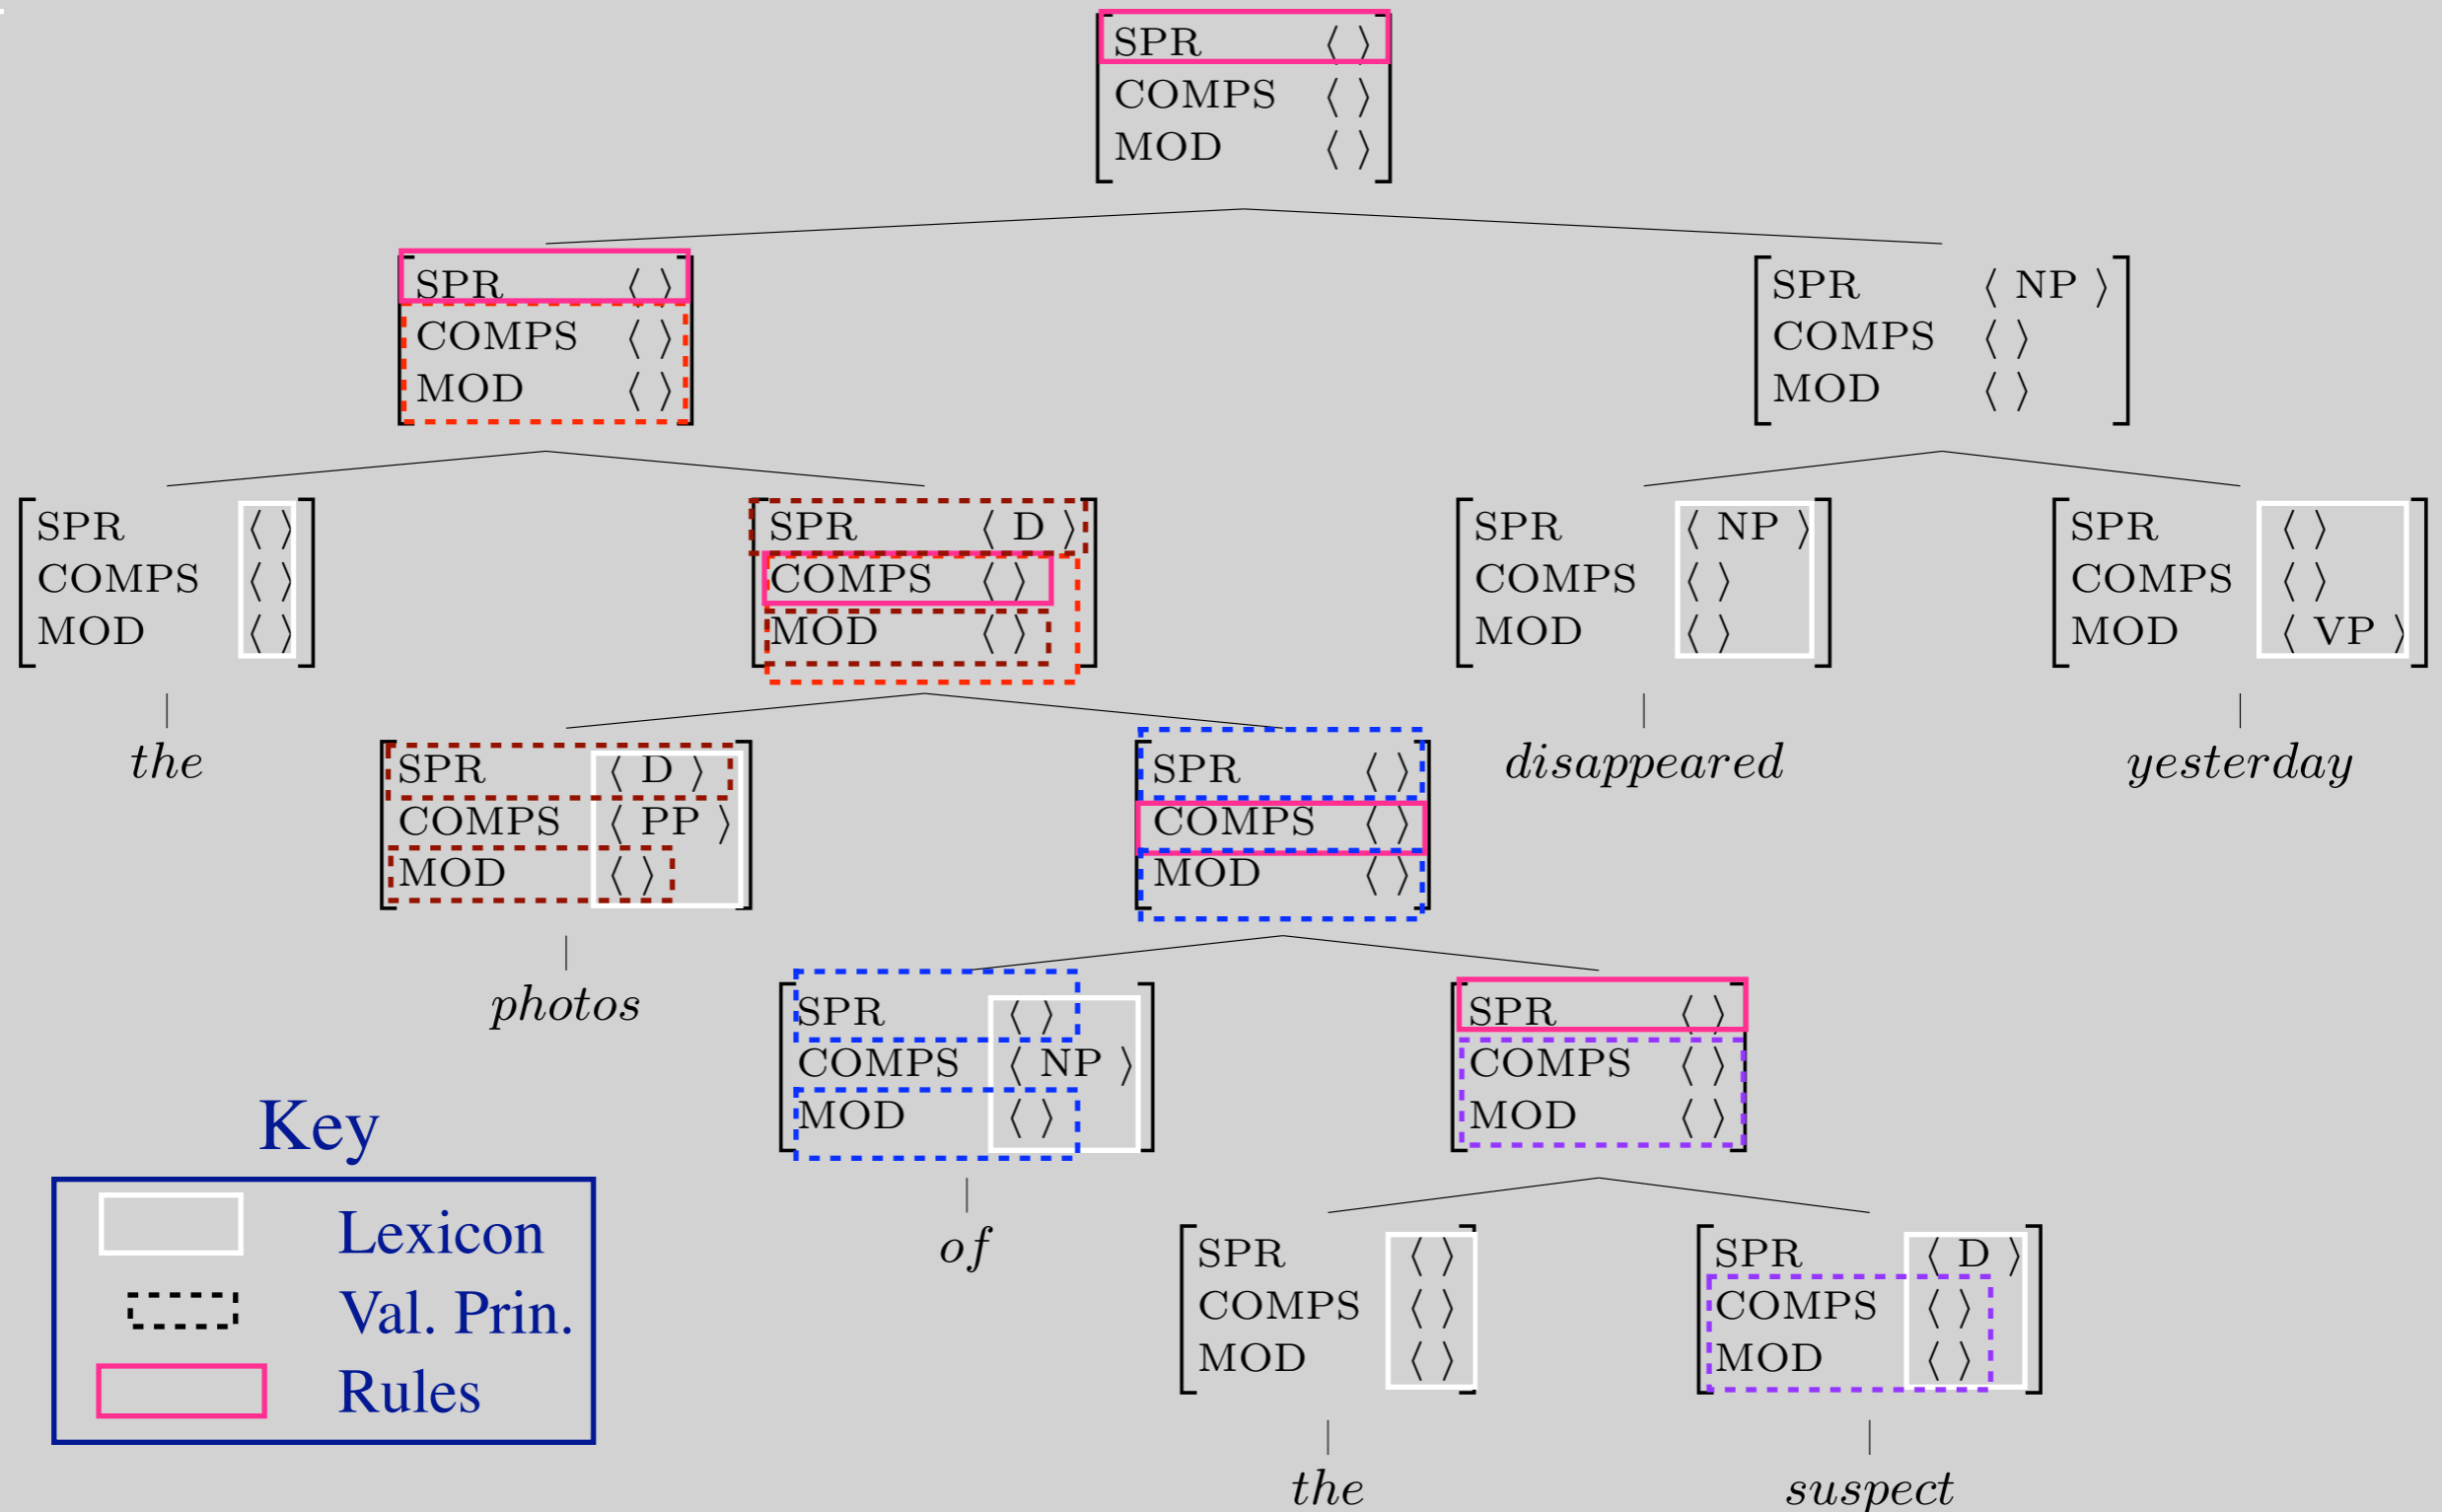 SPR ⟨ ⟩
COMPS ⟨ ⟩
MOD ⟨ ⟩
SPR ⟨ ⟩
COMPS ⟨ ⟩
MOD ⟨ ⟩
SPR ⟨ NP ⟩
COMPS ⟨ ⟩
MOD ⟨ ⟩
SPR ⟨ ⟩
COMPS ⟨ ⟩
MOD ⟨ ⟩
the
SPR ⟨ D ⟩
COMPS ⟨ ⟩
MOD ⟨ ⟩
SPR ⟨ NP ⟩
COMPS ⟨ ⟩
MOD ⟨ ⟩
disappeared
SPR ⟨ ⟩
COMPS ⟨ ⟩
MOD ⟨ VP ⟩
yesterday
SPR ⟨ D ⟩
COMPS ⟨ PP ⟩
MOD ⟨ ⟩
photos
SPR ⟨ ⟩
COMPS ⟨ ⟩
MOD ⟨ ⟩
SPR ⟨ ⟩
COMPS ⟨ NP ⟩
MOD ⟨ ⟩
of
SPR ⟨ ⟩
COMPS ⟨ ⟩
MOD ⟨ ⟩
SPR ⟨ ⟩
COMPS ⟨ ⟩
MOD ⟨ ⟩
the
SPR ⟨ D ⟩
COMPS ⟨ ⟩
MOD ⟨ ⟩
suspect
Key
Lexicon
Val. Prin.
Rules